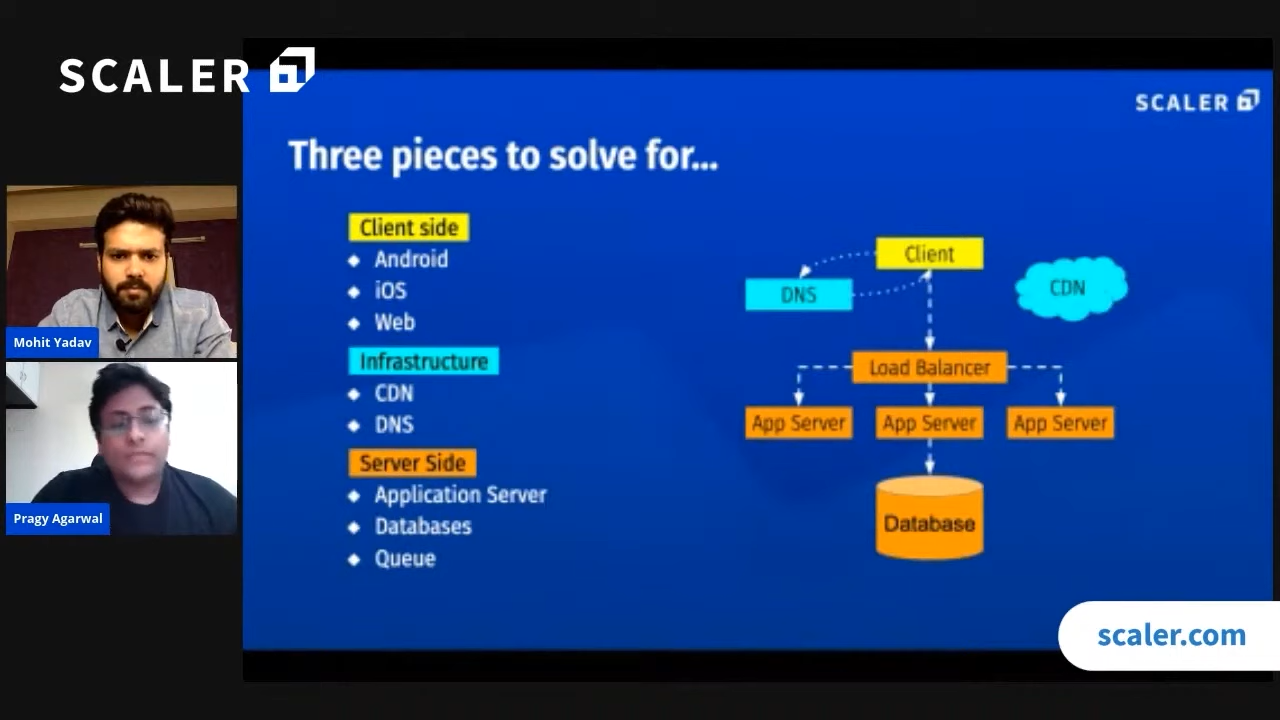 SCALER
SCALER
Three pieces to solve for...
Client side
Android
iOS
Web
Infrastructure
CDN
DNS
Server Side
Application Server
Databases
Queue
Client
DNS
CDN
Load Balancer
App Server App Server App Server
Database
Mohit Yadav
Pragy Agarwal
scaler.com